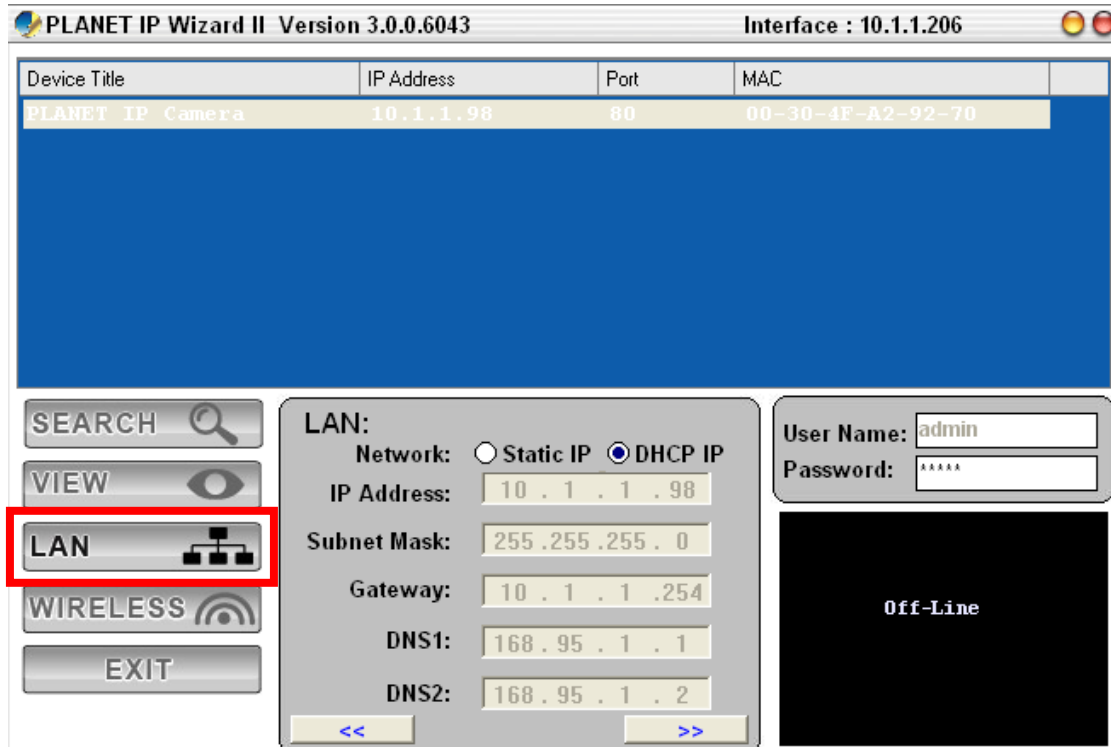 PLANET IP Wizard II Version 3.0.0.6043 Interface : 10.1.1.206
Device Title IP Address Port MAC
PLANET IP Camera 10.1.1.98 80 00-30-4F-A2-92-70
SEARCH
VIEW
LAN
WIRELESS
EXIT
LAN:
Network: Static IP DHCP IP
IP Address: 10 . 1 . 1 . 98
Subnet Mask: 255 . 255 . 255 . 0
Gateway: 10 . 1 . 1 . 254
DNS1: 168 . 95 . 1 . 1
DNS2: 168 . 95 . 1 . 2
<< >>
User Name: admin
Password: *****
Off-Line